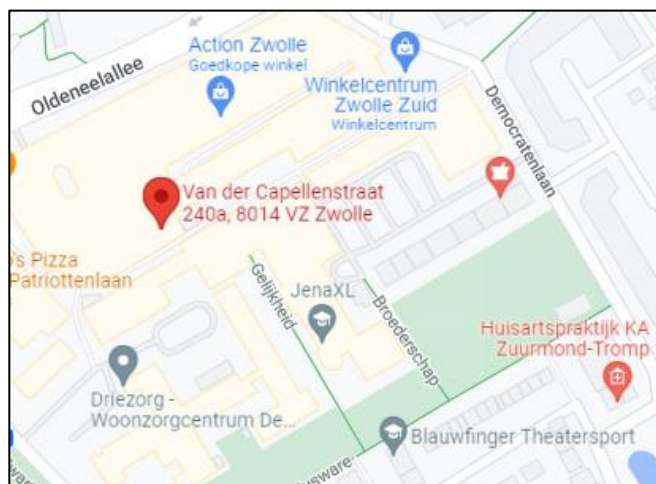 Oldeneelallee
Action Zwolle
Goedkope winkel
Winkelcentrum
Zwolle Zuid
Winkelcentrum
Democratenlaan
Van der Capellenstraat
240a, 8014 VZ Zwolle
's Pizza
Patriottenlaan
Gelijkheid
JenaXL
Broederschap
Huisartspraktijk KA
Zuurmond-Tromp
Driezorg -
Woonzorgcentrum De...
Blauwfinger Theatersport